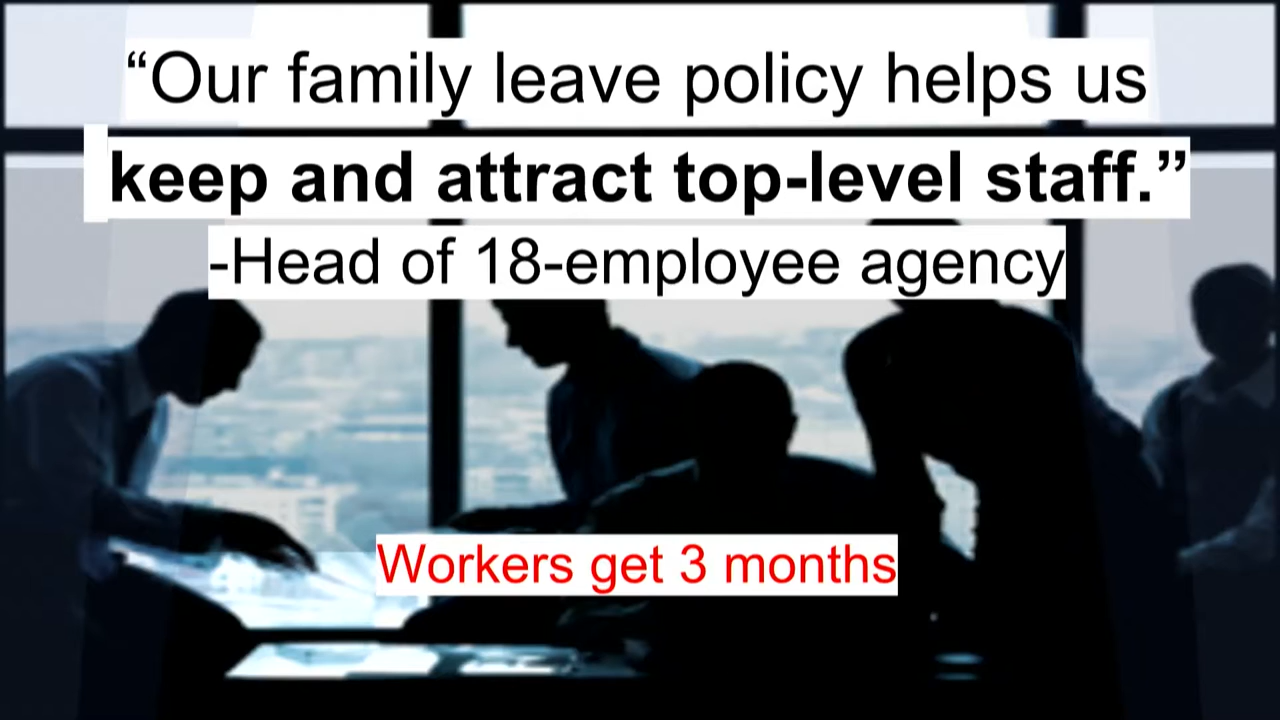 “Our family leave policy helps us
keep and attract top-level staff.”
-Head of 18-employee agency
Workers get 3 months